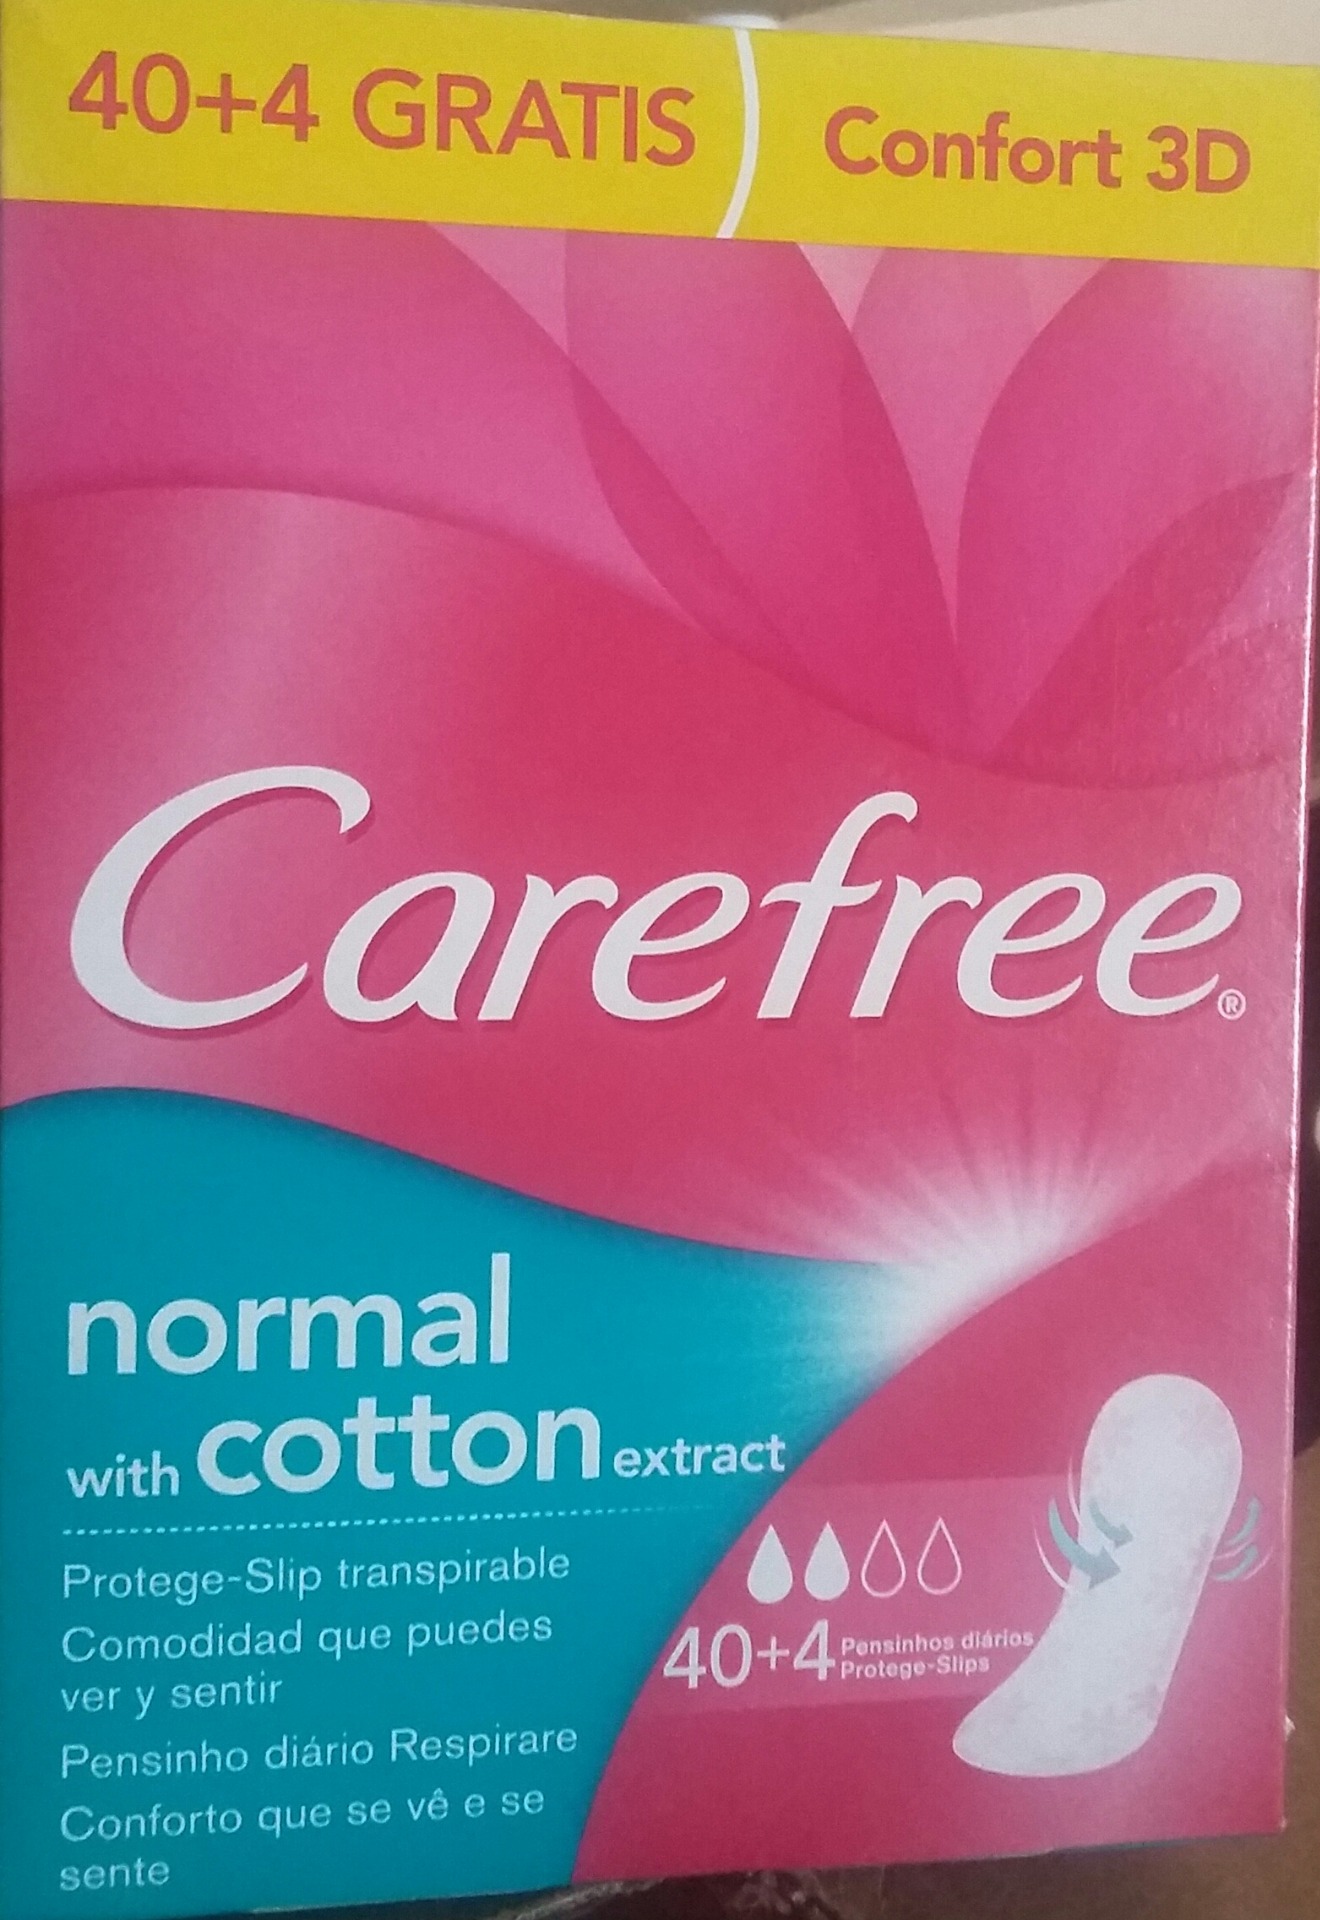 40+4 GRATIS
Confort 3D
Carefree®
normal
with cotton extract
Protege-Slip transpirable
Comodidad que puedes
ver y sentir
Pensinho diário Respirare
Conforto que se vê e se
sente
40+4
Pensinhos diários
Protege-Slips